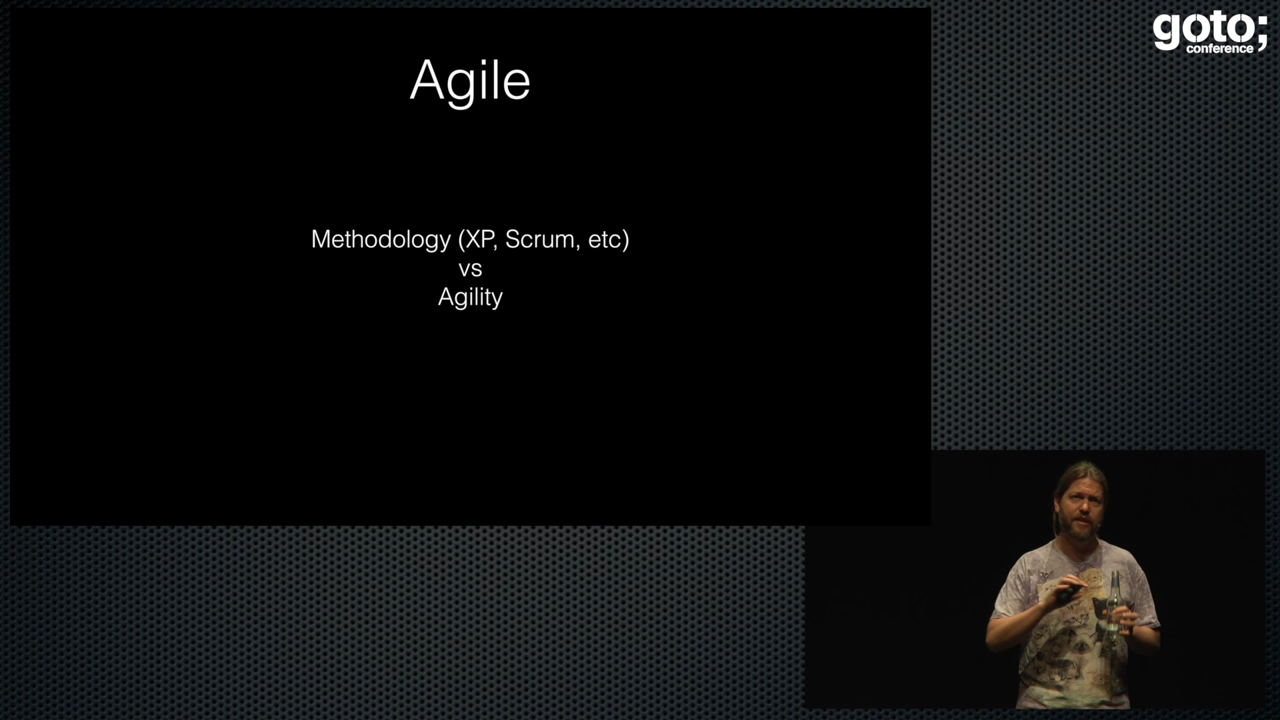 goto;
conference
Agile
Methodology (XP, Scrum, etc)
vs
Agility